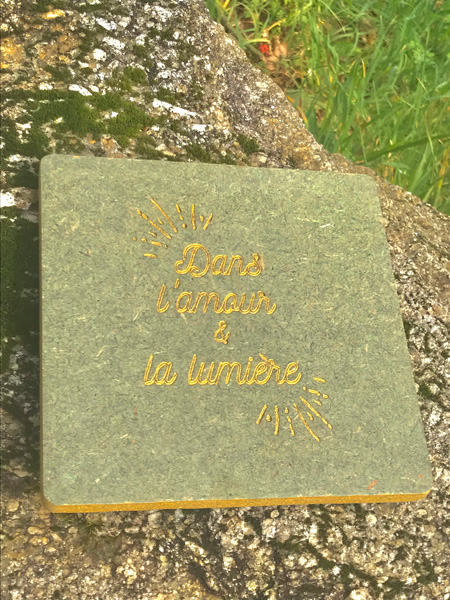 Dans
l'amour
&
la lumière